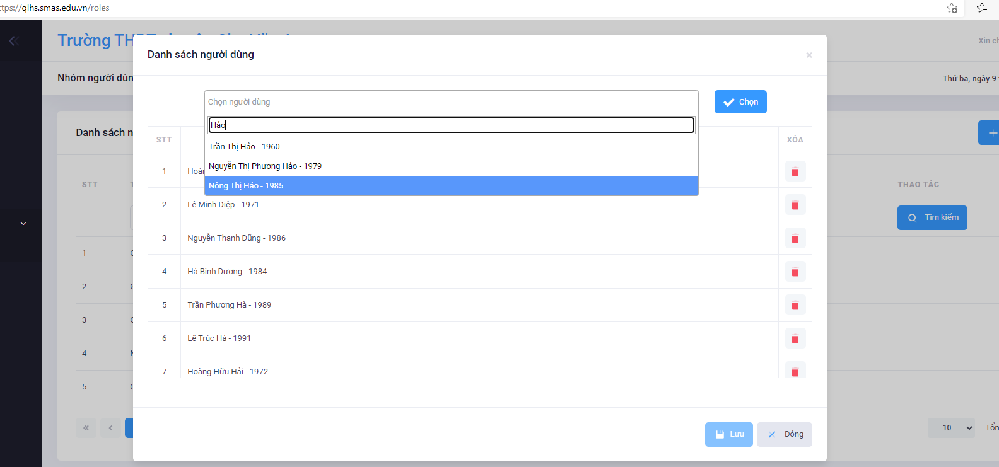 ttps://qlhs.smas.edu.vn/roles
Trường TH
Xin ch
Danh sách người dùng
×
Nhóm người dùn
Thứ ba, ngày 9
Chọn người dùng
Chọn
Hảo
Danh sách n
Trần Thị Hảo - 1960
Nguyễn Thị Phương Hảo - 1979
Nông Thị Hảo - 1985
STT
XÓA
1
Hoàn
2
Lê Minh Diệp - 1971
3
Nguyễn Thanh Dũng - 1986
4
Hà Bình Dương - 1984
5
Trần Phương Hà - 1989
6
Lê Trúc Hà - 1991
7
Hoàng Hữu Hải - 1972
STT
THAO TÁC
Tìm kiếm
1
2
3
4
5
«
‹
10
Tổn
Lưu
Đóng